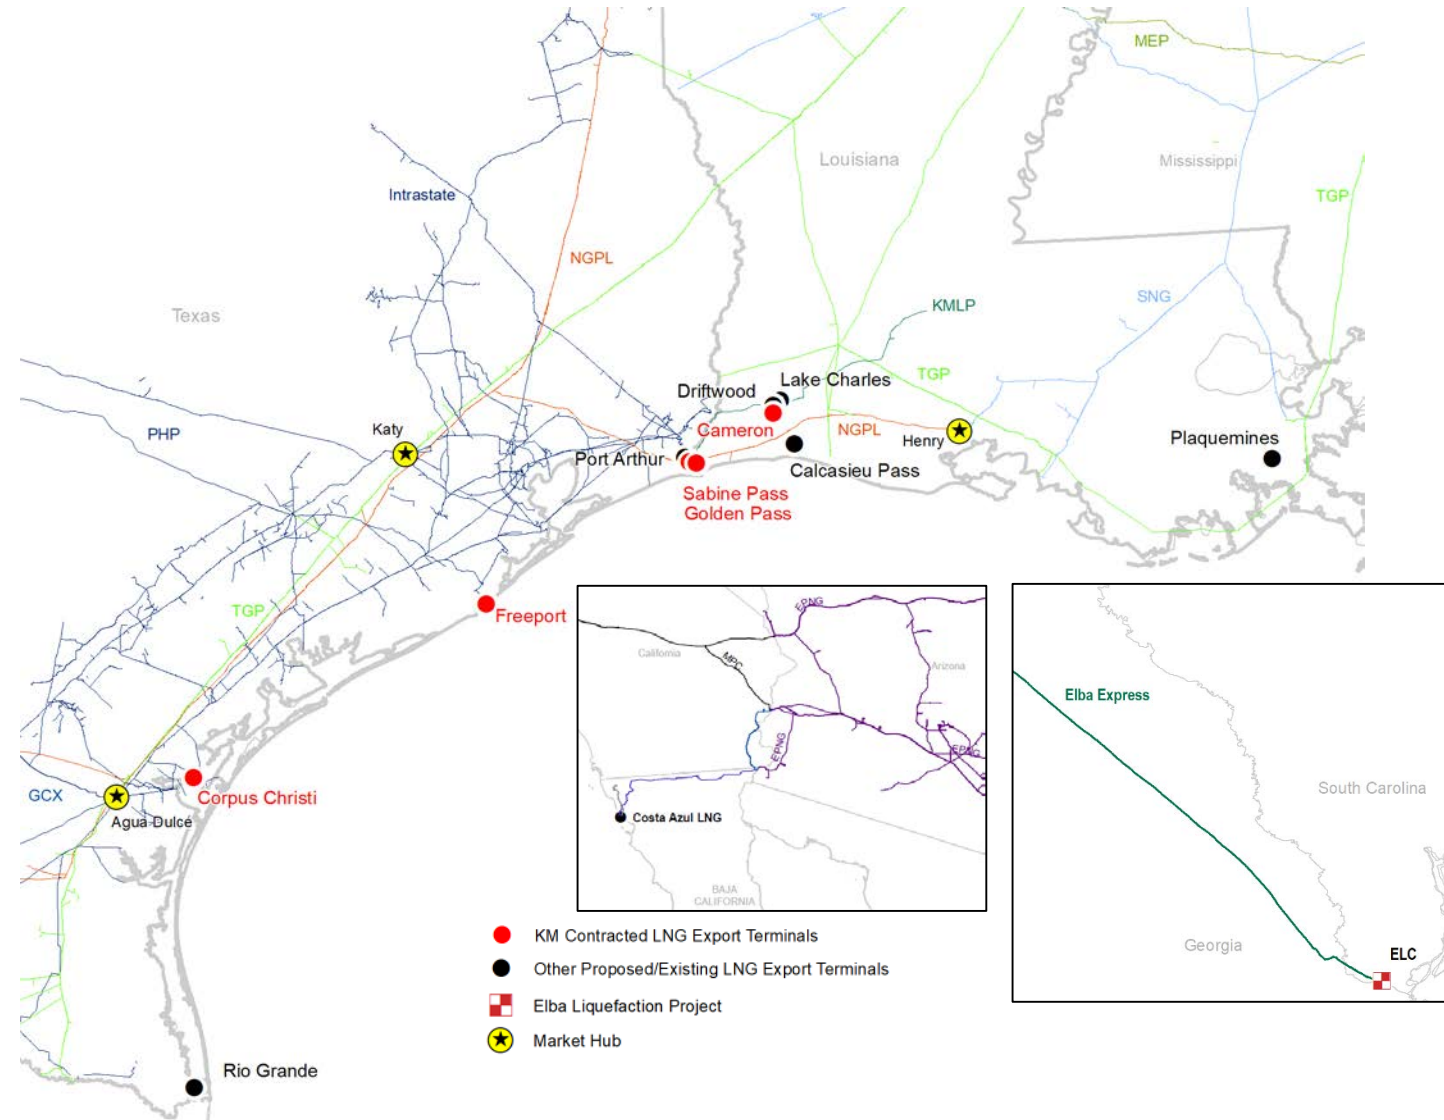 MEP
Louisiana
Mississippi
Intrastate
TGP
NGPL
SNG
KMLP
Texas
TGP
Lake Charles
Driftwood
PHP
Katy
Cameron
NGPL
Henry
Plaquemines
Port Arthur
Calcasieu Pass
Sabine Pass
Golden Pass
TGP
Freeport
EPNG
California
MPC
Arizona
EPNG
EPNG
Costa Azul LNG
BAJA
CALIFORNIA
Elba Express
South Carolina
Georgia
ELC
GCX
Corpus Christi
Agua Dulce
KM Contracted LNG Export Terminals
Other Proposed/Existing LNG Export Terminals
Elba Liquefaction Project
Market Hub
Rio Grande